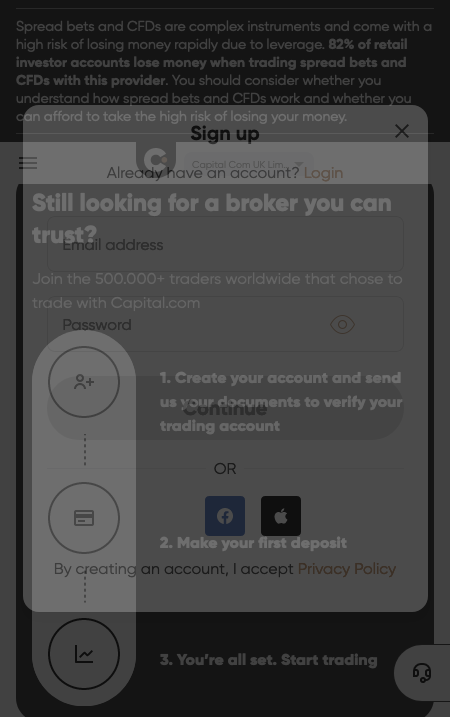 Spread bets and CFDs are complex instruments and come with a
high risk of losing money rapidly due to leverage. 82% of retail
investor accounts lose money when trading spread bets and
CFDs with this provider. You should consider whether you
understand how spread bets and CFDs work and whether you
can afford to take the high risk of losing your money.
Sign up
Capital Com UK Lim...
Already have an account? Login
Still looking for a broker you can
trust?
Email address
Join the 500.000+ traders worldwide that chose to
trade with Capital.com
Password
1. Create your account and send
us your documents to verify your
trading account
Continue
OR
2. Make your first deposit
By creating an account, I accept Privacy Policy
3. You're all set. Start trading